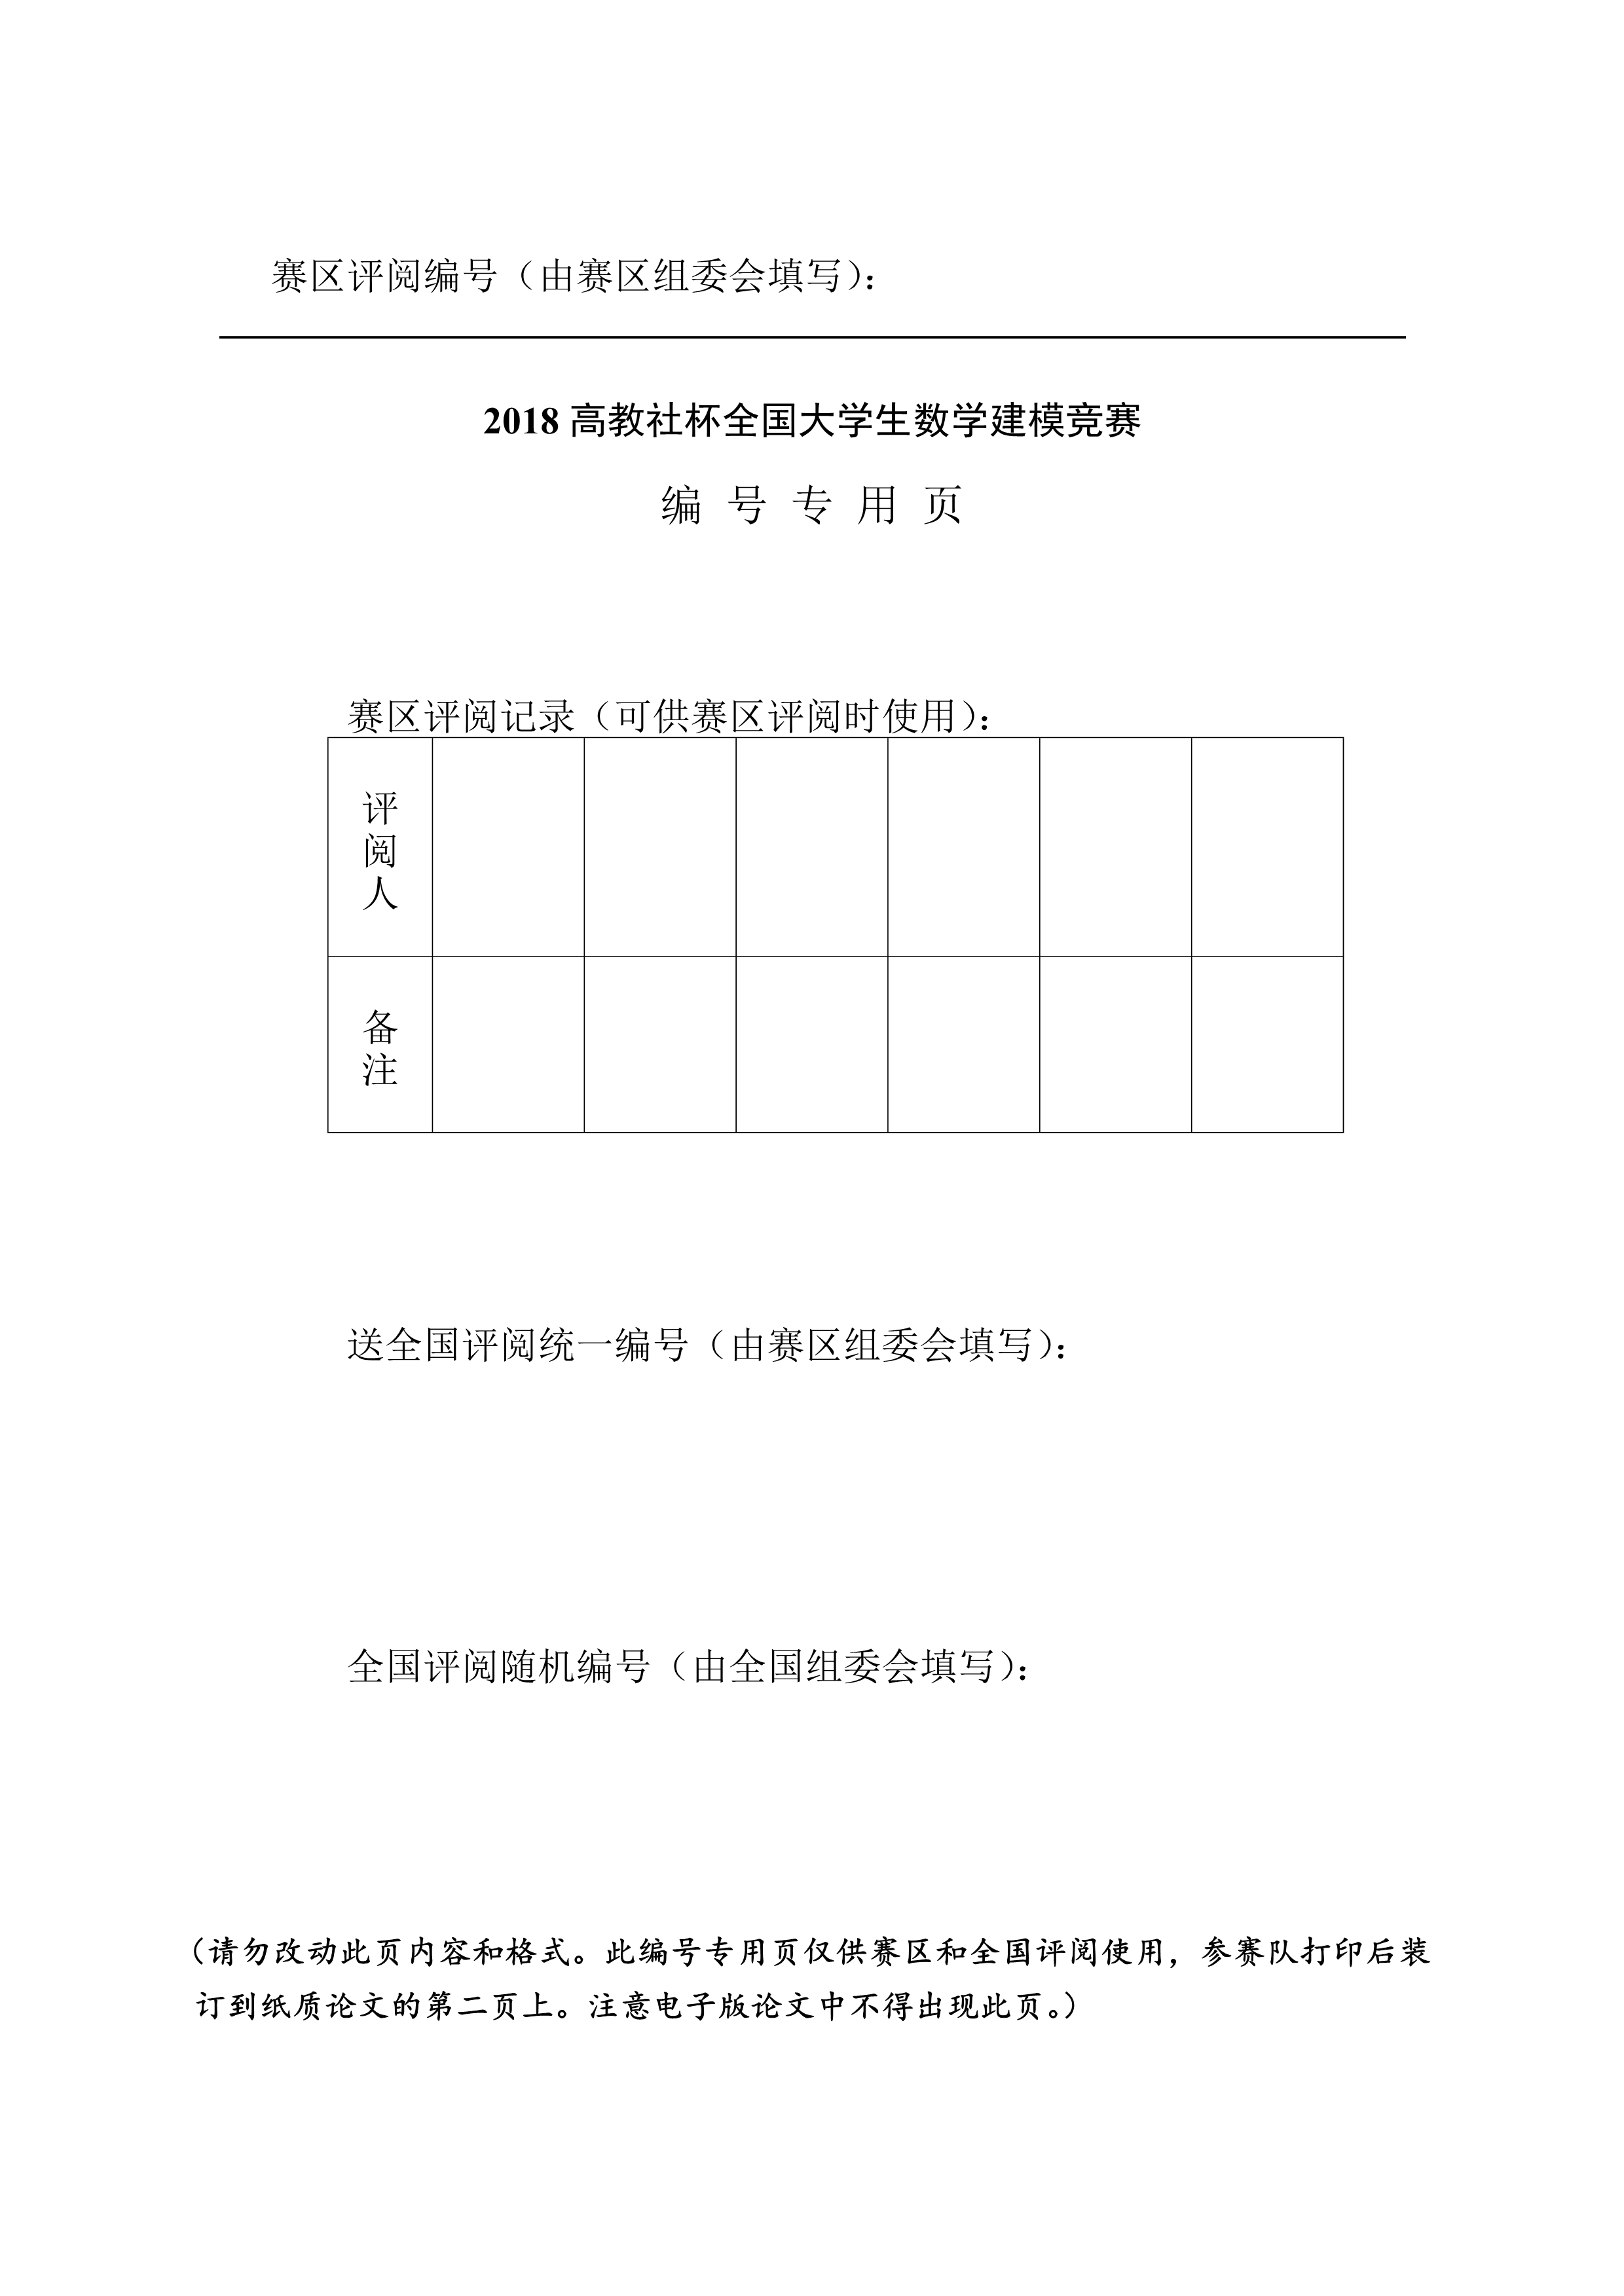 赛区评阅编号（由赛区组委会填写）：
2018 高教社杯全国大学生数学建模竞赛
编 号 专 用 页
赛区评阅记录（可供赛区评阅时使用）：
评
阅
人
备
注
送全国评阅统一编号（由赛区组委会填写）：
全国评阅随机编号（由全国组委会填写）：
（请勿改动此页内容和格式。此编号专用页仅供赛区和全国评阅使用，参赛队打印后装
订到纸质论文的第二页上。注意电子版论文中不得出现此页。）